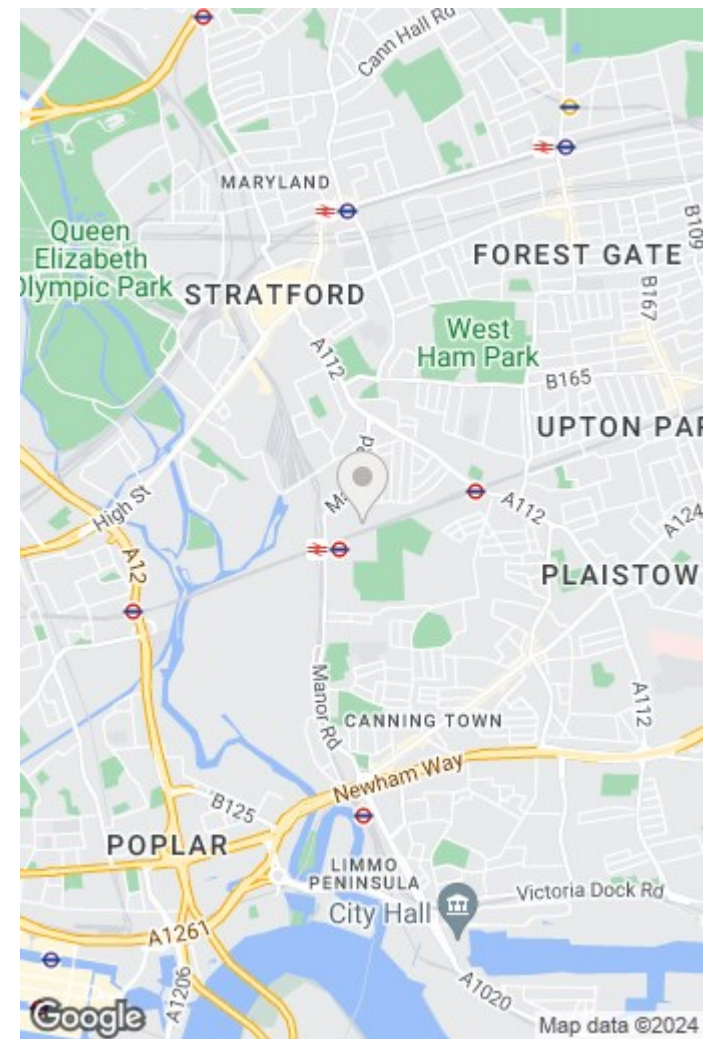 Cann Hall Rd
MARYLAND
B109
Queen
Elizabeth
Olympic Park
STRATFORD
FOREST GATE
B167
West
Ham Park
A112
B165
UPTON PAR
High St
A112
A124
A12
PLAISTOW
Manor Rd
A112
CANNING TOWN
Newham Way
B125
POPLAR
LIMMO
PENINSULA
City Hall
Victoria Dock Rd
A1261
A1206
A1020
Google
Map data ©2024